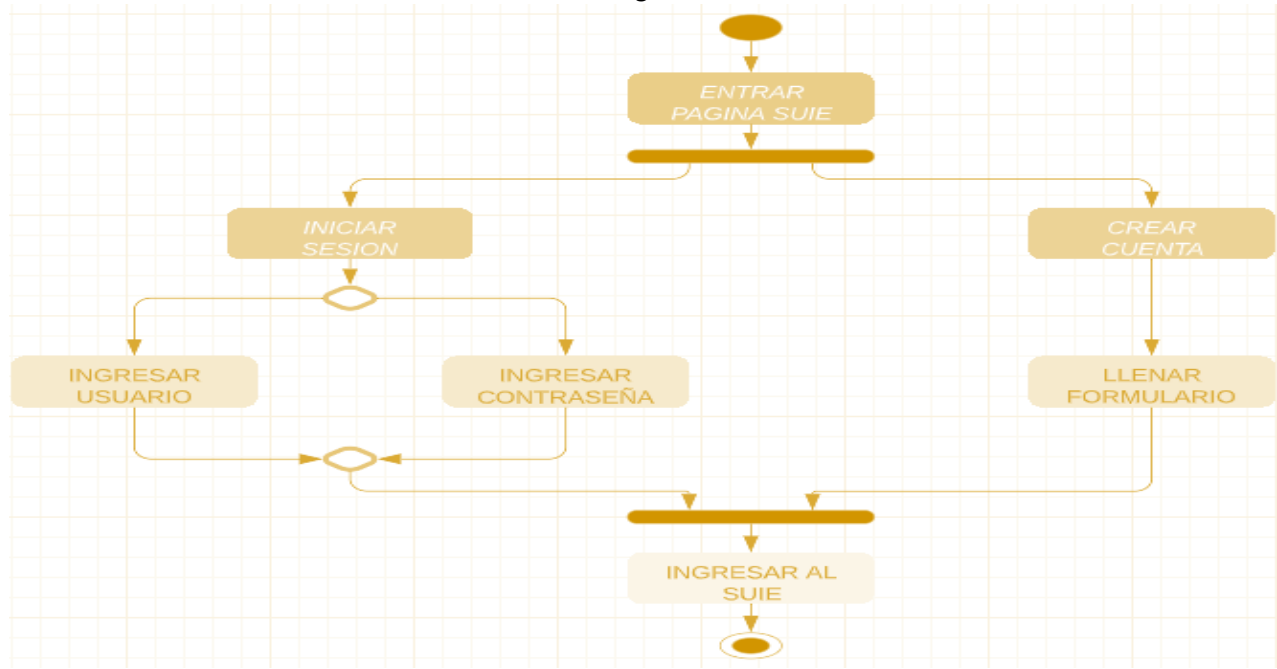 ENTRAR
PAGINA SUIE
INICIAR
SESION
CREAR
CUENTA
INGRESAR
USUARIO
INGRESAR
CONTRASEÑA
LLENAR
FORMULARIO
INGRESAR AL
SUIE